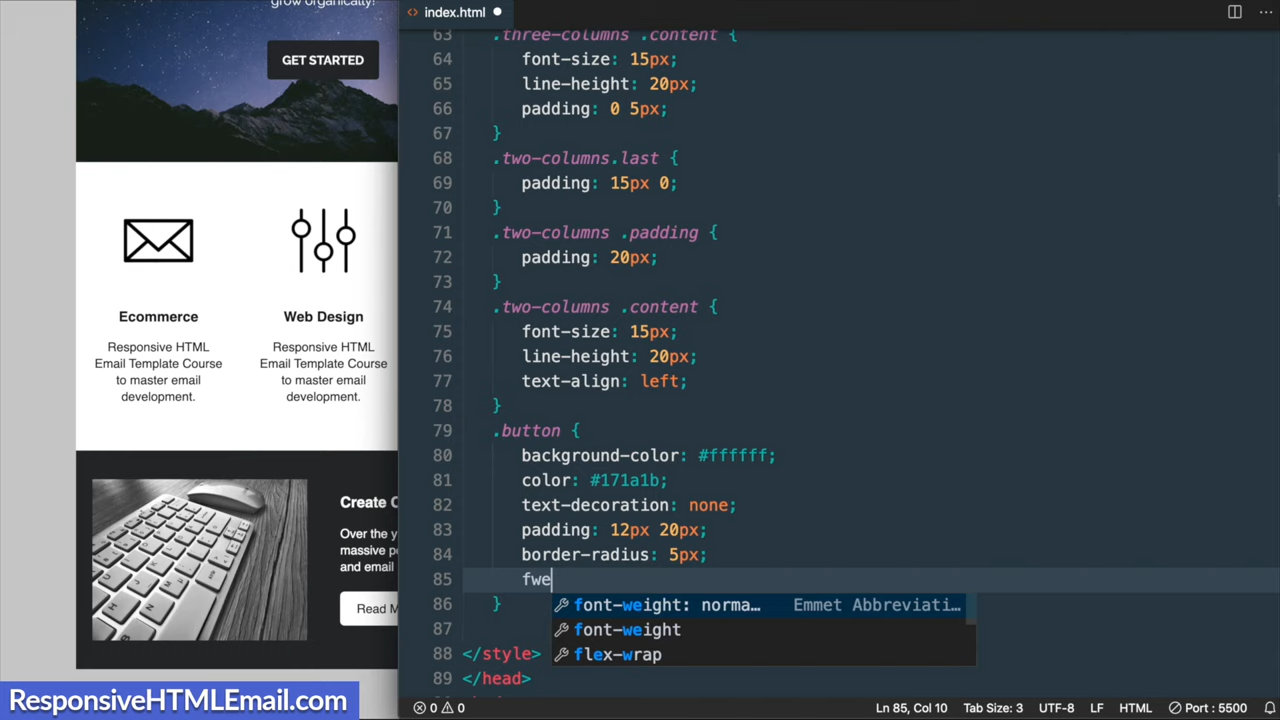 grow organically!
GET STARTED
Ecommerce
Responsive HTML
Email Template Course
to master email
development.
Web Design
Responsive HTML
Email Template Course
to master email
development.
Create C
Over the y
massive p
and email
Read M
ResponsiveHTMLEmail.com
<> index.html
63 .three-columns .content {
64 font-size: 15px;
65 line-height: 20px;
66 padding: 0 5px;
67 }
68 .two-columns.last {
69 padding: 15px 0;
70 }
71 .two-columns .padding {
72 padding: 20px;
73 }
74 .two-columns .content {
75 font-size: 15px;
76 line-height: 20px;
77 text-align: left;
78 }
79 .button {
80 background-color: #ffffff;
81 color: #171a1b;
82 text-decoration: none;
83 padding: 12px 20px;
84 border-radius: 5px;
85 fwe
font-weight: norma… Emmet Abbreviati…
font-weight
flex-wrap
86 }
87
88 </style>
89 </head>
0 0 Ln 85, Col 10 Tab Size: 3 UTF-8 LF HTML Port : 5500